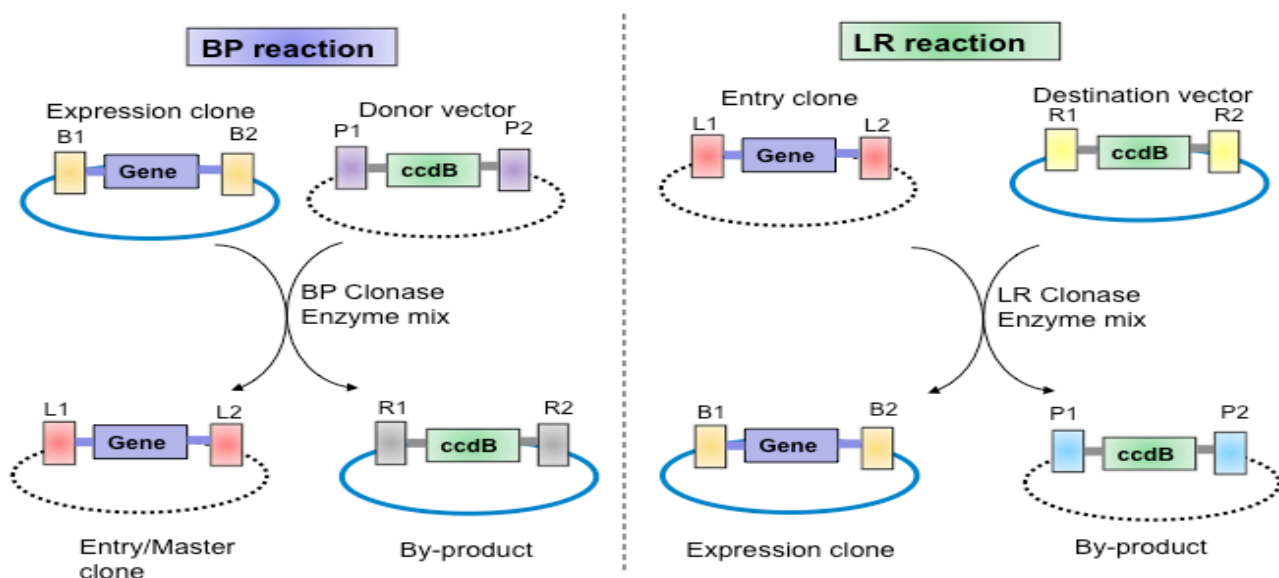 BP reaction
Expression clone
B1
B2
Gene
Donor vector
P1
P2
ccdB
BP Clonase
Enzyme mix
L1
L2
Gene
Entry/Master
clone
R1
R2
ccdB
By-product
LR reaction
Entry clone
L1
L2
Gene
Destination vector
R1
R2
ccdB
LR Clonase
Enzyme mix
B1
B2
Gene
Expression clone
P1
P2
ccdB
By-product